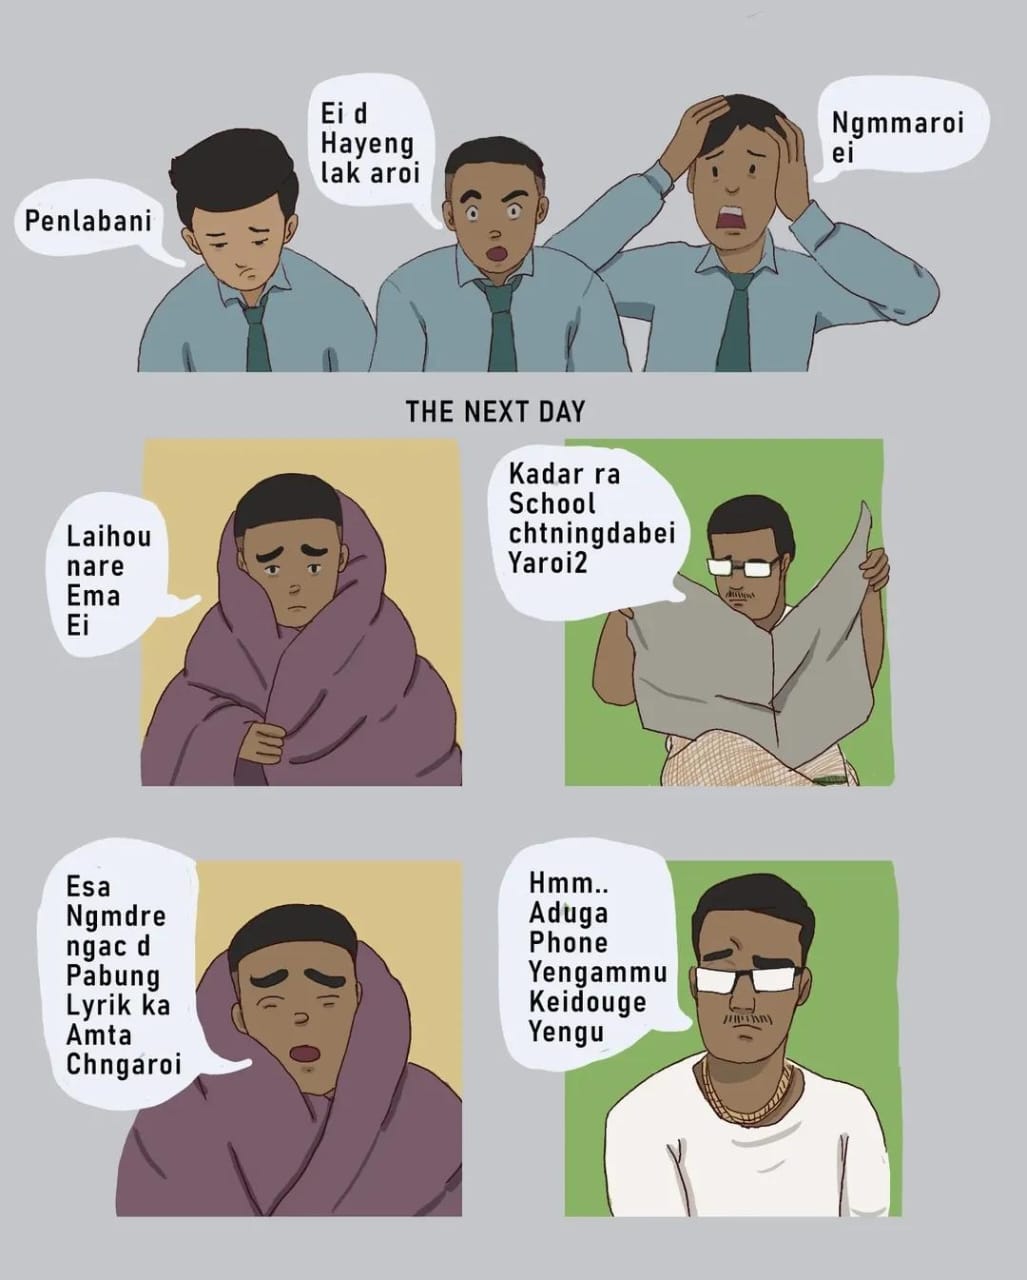 Penlabani
Ei d
Hayeng
lak aroi
Ngmmaroi
ei
THE NEXT DAY
Laihou
nare
Ema
Ei
Kadar ra
School
chtningdabei
Yaroi2
Esa
Ngmdre
ngac d
Pabung
Lyrik ka
Amta
Chngaroi
Hmm..
Aduga
Phone
Yengammu
Keidouge
Yengu